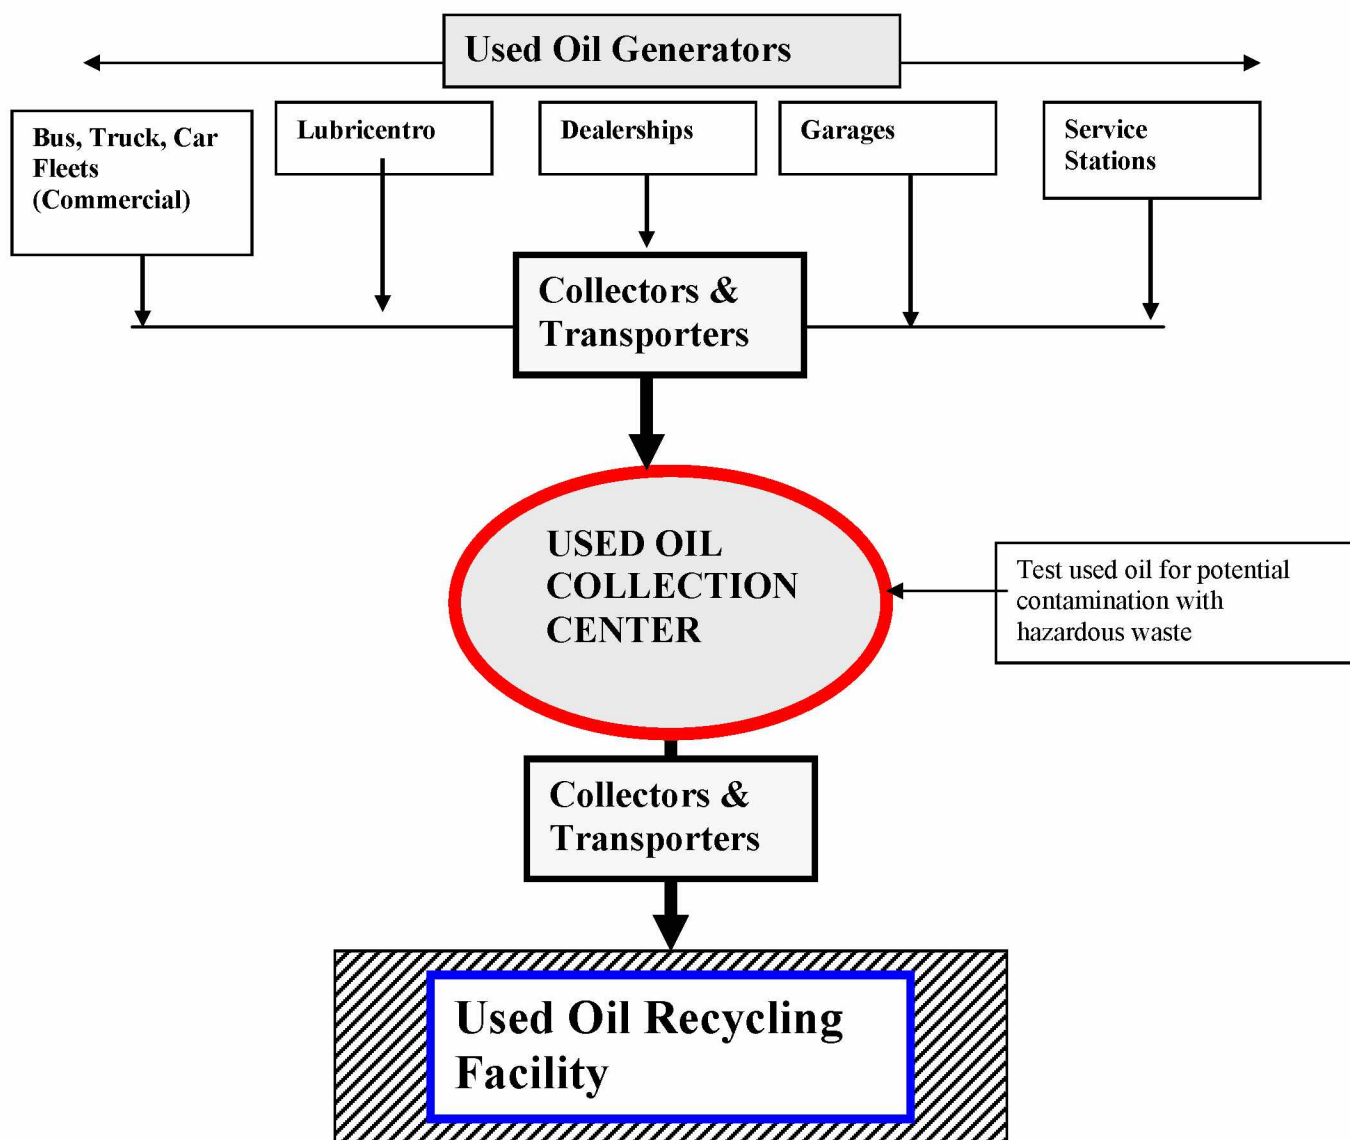 Used Oil Generators
Bus, Truck, Car
Fleets
(Commercial)
Lubricentro
Dealerships
Garages
Service
Stations
Collectors &
Transporters
USED OIL
COLLECTION
CENTER
Test used oil for potential
contamination with
hazardous waste
Collectors &
Transporters
Used Oil Recycling
Facility